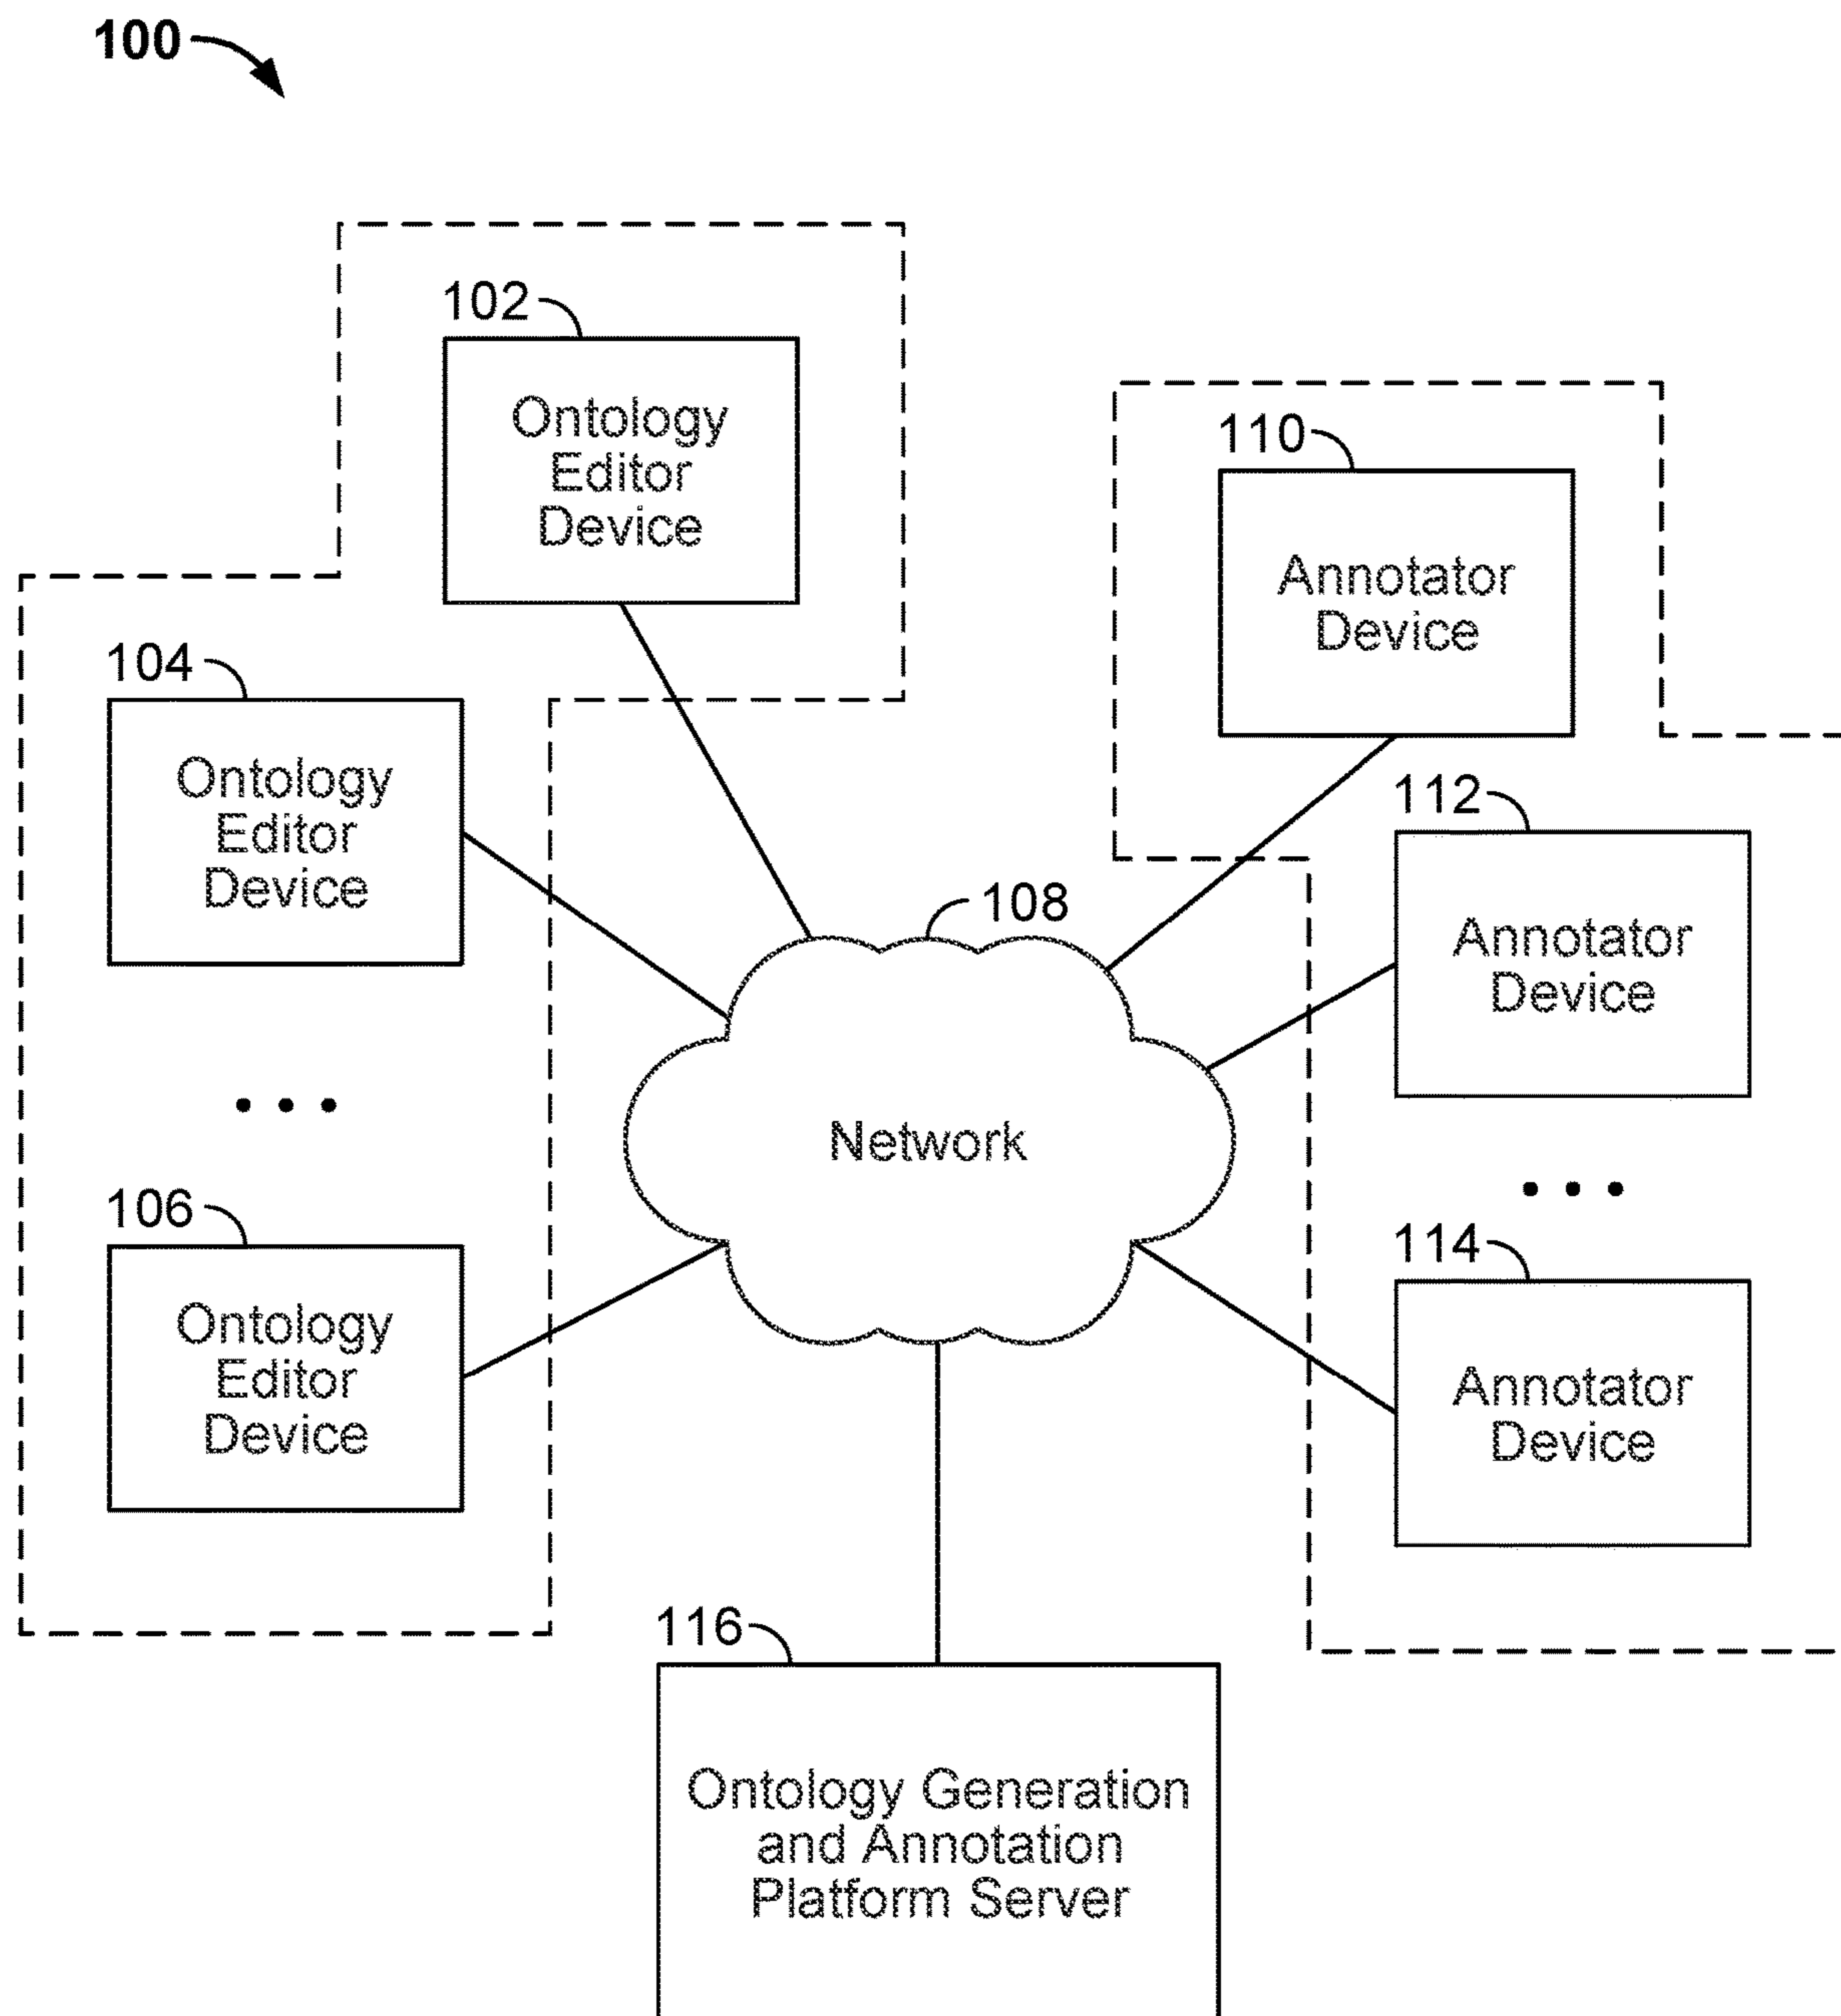 100
102
Ontology
Editor
Device
110
Annotator
Device
104
Ontology
Editor
Device
112
Annotator
Device
108
Network
• • •
• • •
106
Ontology
Editor
Device
114
Annotator
Device
116
Ontology Generation
and Annotation
Platform Server